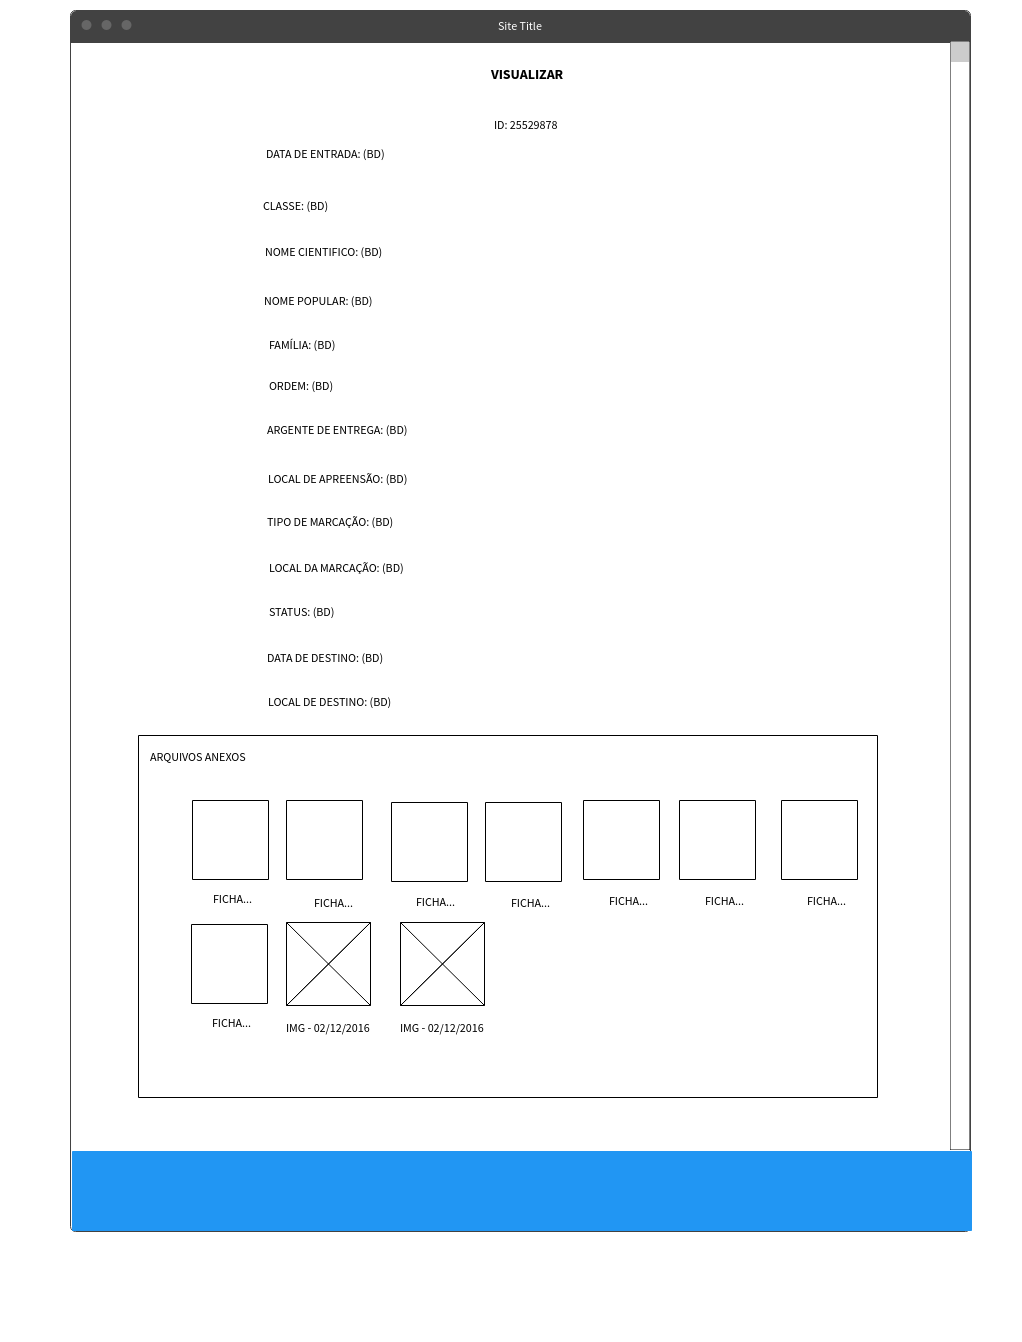 Site Title
VISUALIZAR
ID: 25529878
DATA DE ENTRADA: (BD)
CLASSE: (BD)
NOME CIENTIFICO: (BD)
NOME POPULAR: (BD)
FAMÍLIA: (BD)
ORDEM: (BD)
ARGENTE DE ENTREGA: (BD)
LOCAL DE APREENSÃO: (BD)
TIPO DE MARCAÇÃO: (BD)
LOCAL DA MARCAÇÃO: (BD)
STATUS: (BD)
DATA DE DESTINO: (BD)
LOCAL DE DESTINO: (BD)
ARQUIVOS ANEXOS
FICHA... FICHA... FICHA... FICHA... FICHA... FICHA... FICHA...
FICHA... IMG - 02/12/2016 IMG - 02/12/2016